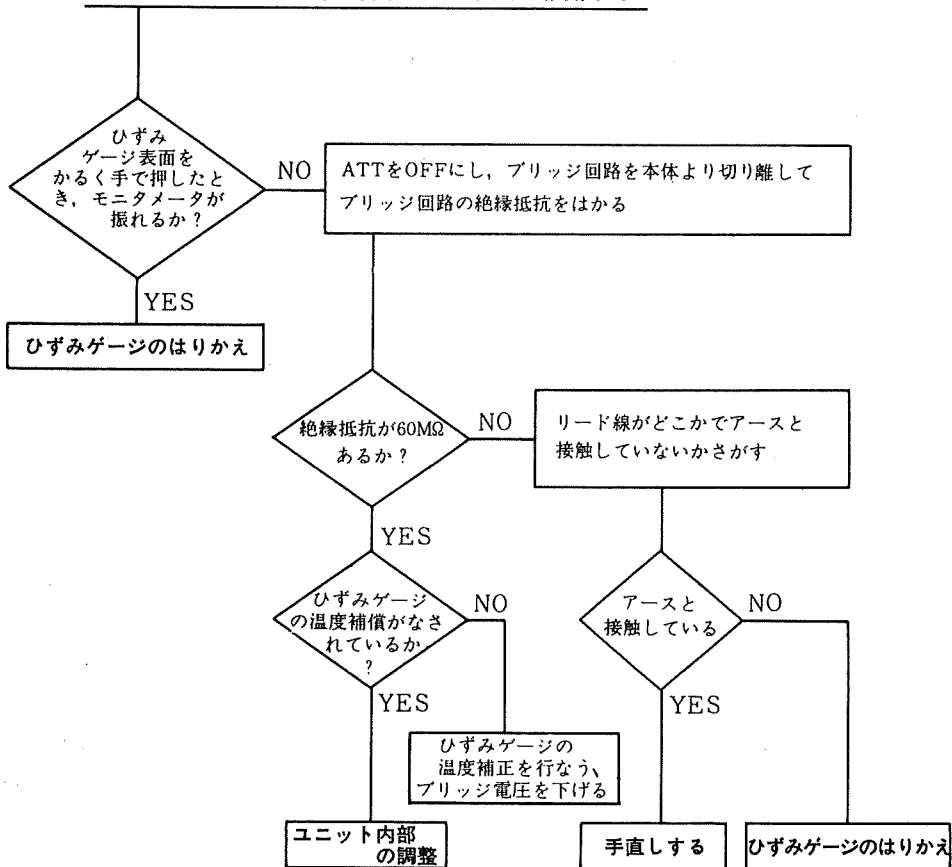 ひずみ
ゲージ表面を
かるく手で押したと
き，モニタメータが
振れるか？
NO
ATTをOFFにし，ブリッジ回路を本体より切り離して
ブリッジ回路の絶縁抵抗をはかる
YES
ひずみゲージのはりかえ
絶縁抵抗が60MΩ
あるか？
NO
リード線がどこかでアースと
接触していないかさがす
YES
ひずみゲージ
の温度補償がなさ
れているか
？
NO
アースと
接触している
NO
YES
YES
ひずみゲージの
温度補正を行なう、
ブリッジ電圧を下げる
ユニット内部
の調整
手直しする
ひずみゲージのはりかえ